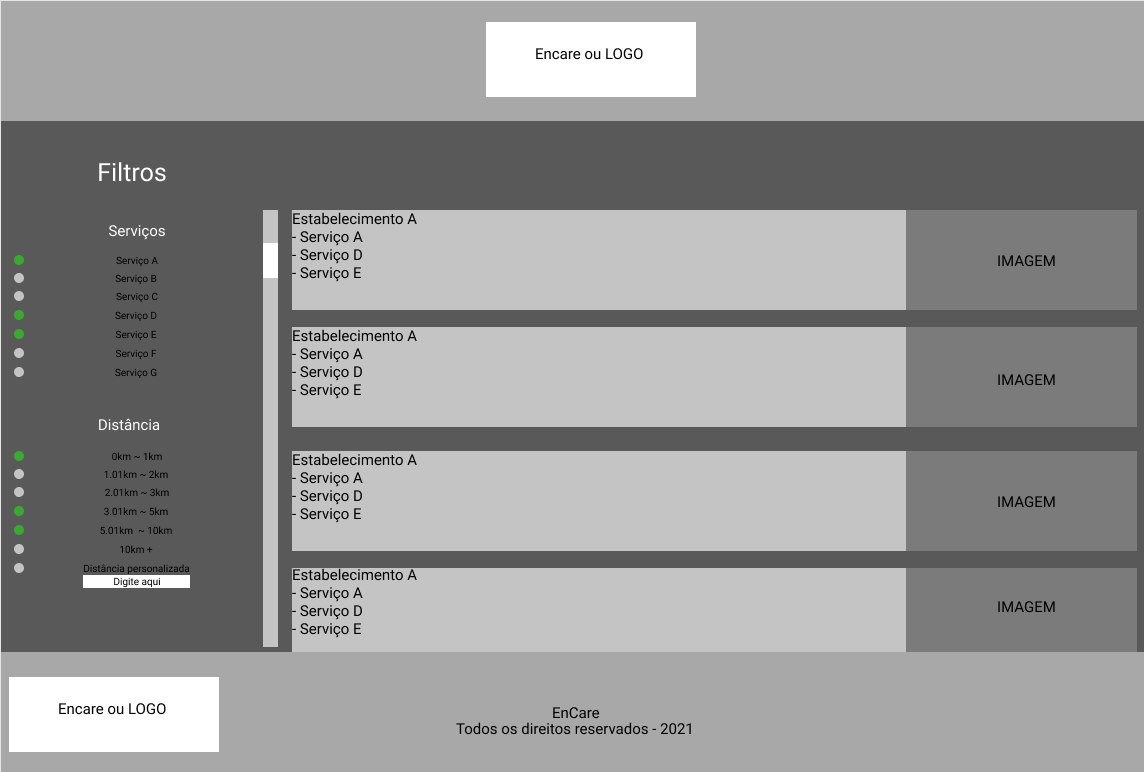 Encare ou LOGO
Filtros
Serviços
Serviço A
Serviço B
Serviço C
Serviço D
Serviço E
Serviço F
Serviço G
Distância
0km ~ 1km
1.01km ~ 2km
2.01km ~ 3km
3.01km ~ 5km
5.01km ~ 10km
10km +
Distância personalizada
Digite aqui
Estabelecimento A
- Serviço A
- Serviço D
- Serviço E
IMAGEM
Estabelecimento A
- Serviço A
- Serviço D
- Serviço E
IMAGEM
Estabelecimento A
- Serviço A
- Serviço D
- Serviço E
IMAGEM
Estabelecimento A
- Serviço A
- Serviço D
- Serviço E
IMAGEM
Encare ou LOGO
EnCare
Todos os direitos reservados - 2021